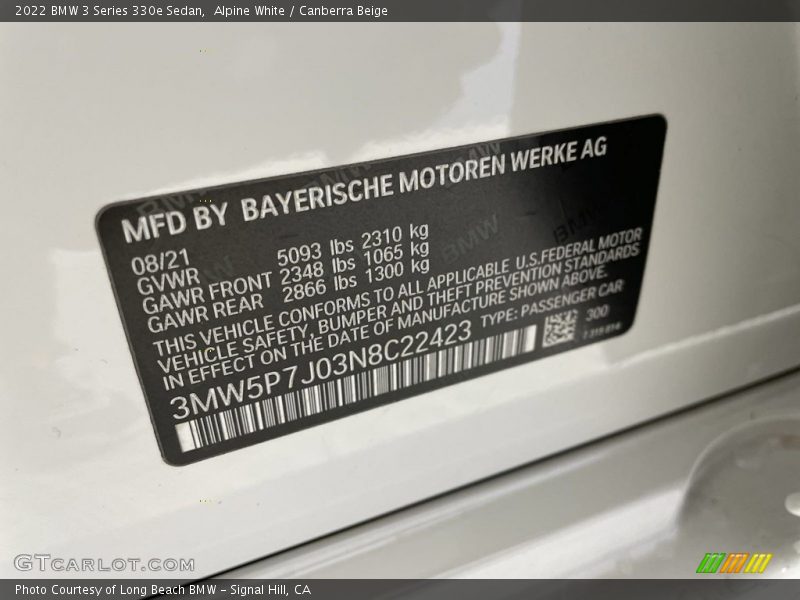 2022 BMW 3 Series 330e Sedan,  Alpine White / Canberra Beige
MFD BY BAYERISCHE MOTOREN WERKE AG
08/21
GVWR 5093 lbs 2310 kg
GAWR FRONT 2348 lbs 1065 kg
GAWR REAR 2866 lbs 1300 kg
THIS VEHICLE CONFORMS TO ALL APPLICABLE U.S.FEDERAL MOTOR
VEHICLE SAFETY, BUMPER AND THEFT PREVENTION STANDARDS
IN EFFECT ON THE DATE OF MANUFACTURE SHOWN ABOVE.
3MW5P7J03N8C22423 TYPE: PASSENGER CAR
300
GTCARLOT.COM
Photo Courtesy of Long Beach BMW – Signal Hill, CA